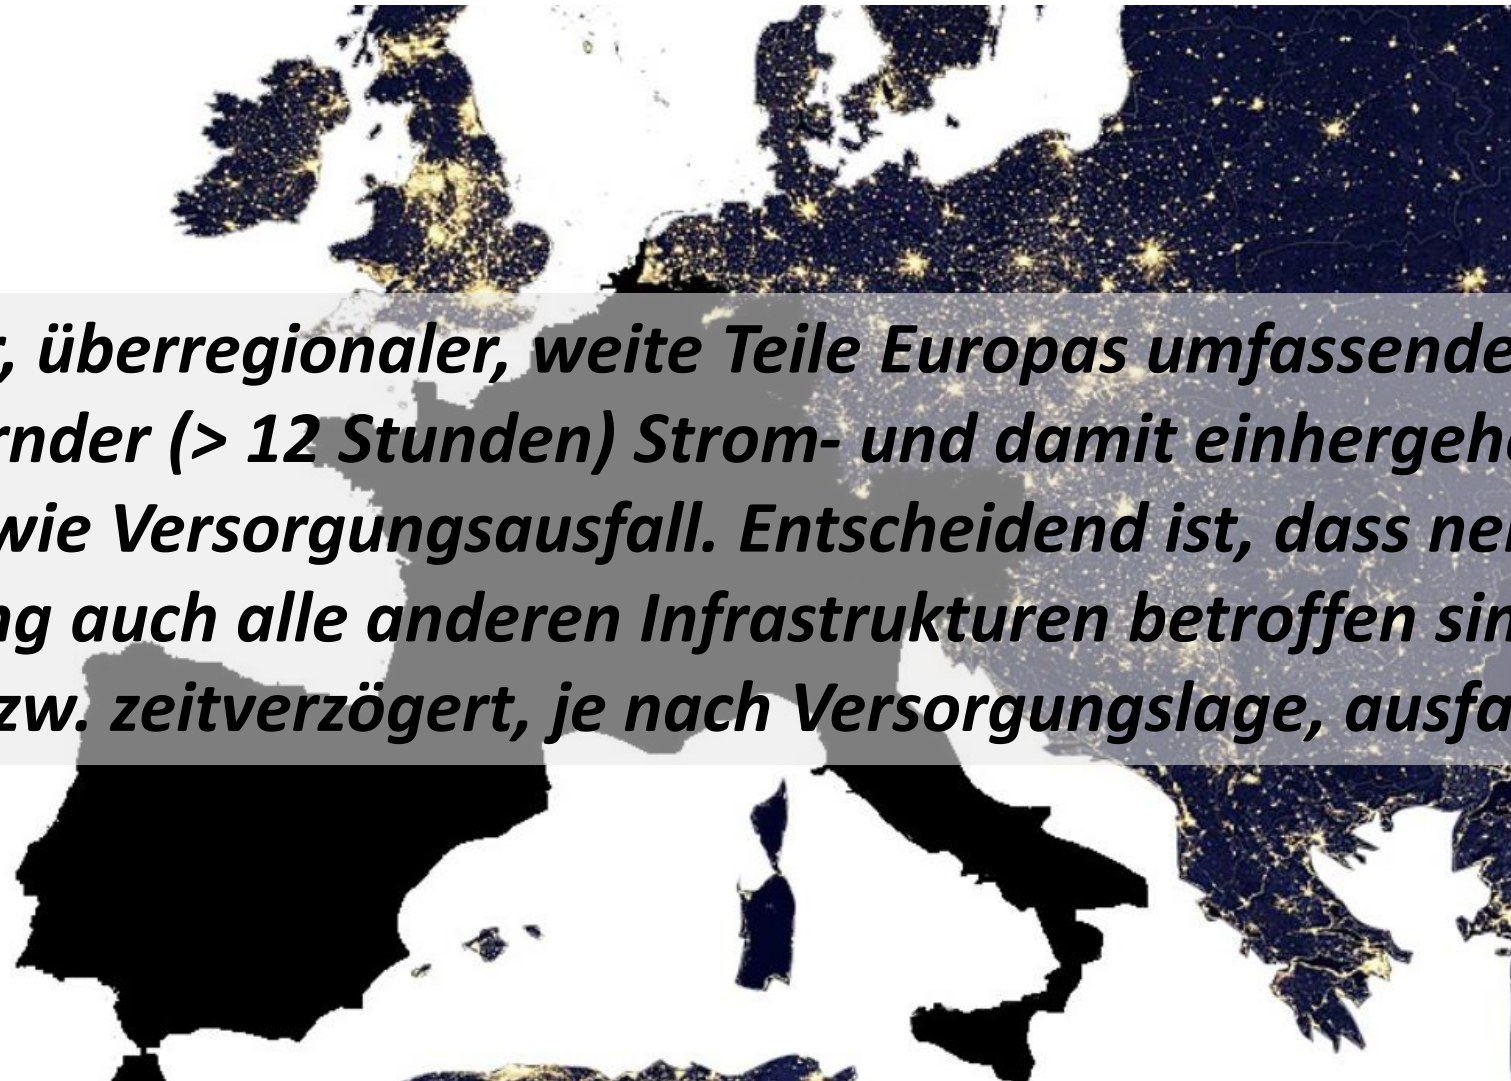 , überregionaler, weite Teile Europas umfassende
rnder (> 12 Stunden) Strom- und damit einhergeh
wie Versorgungsausfall. Entscheidend ist, dass ne
ng auch alle anderen Infrastrukturen betroffen sin
zw. zeitverzögert, je nach Versorgungslage, ausfa